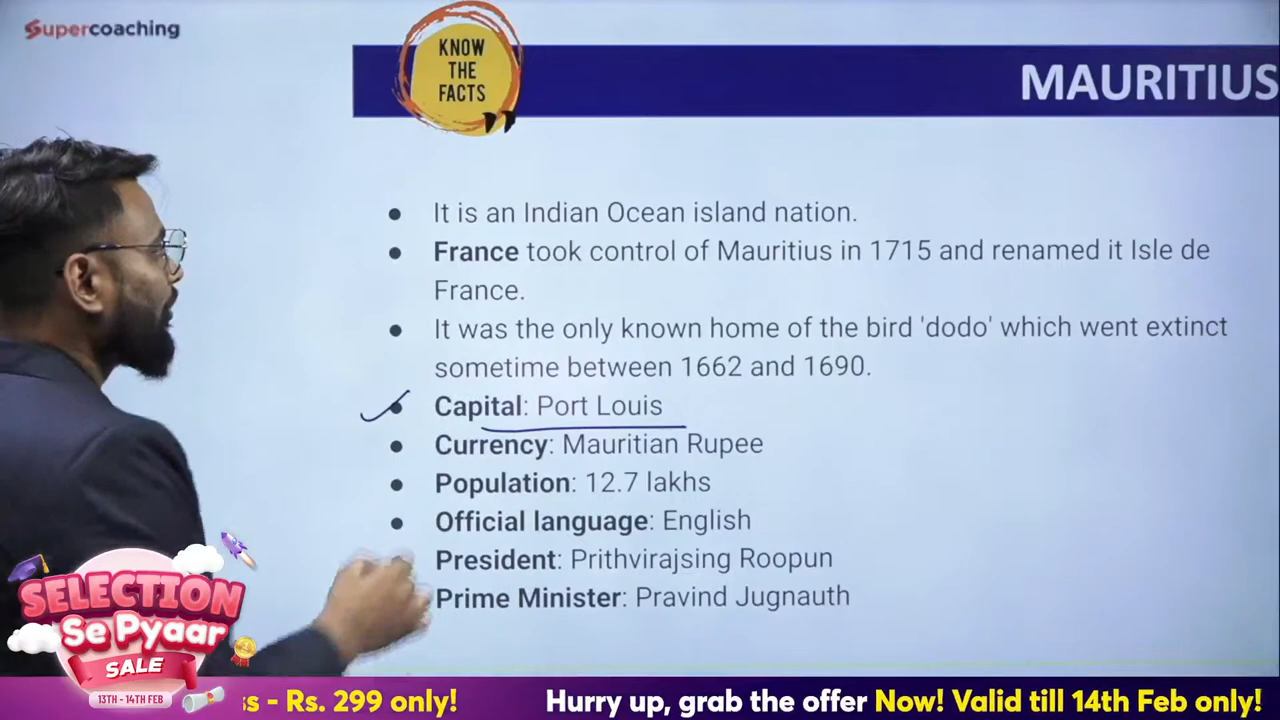 Supercoaching
KNOW
THE
FACTS
MAURITIUS
● It is an Indian Ocean island nation.
● France took control of Mauritius in 1715 and renamed it Isle de
France.
● It was the only known home of the bird 'dodo' which went extinct
sometime between 1662 and 1690.
● Capital: Port Louis
● Currency: Mauritian Rupee
● Population: 12.7 lakhs
● Official language: English
President: Prithvirajsing Roopun
Prime Minister: Pravind Jugnauth
SELECTION
Se Pyaar
SALE
13TH - 14TH FEB
- Rs. 299 only! Hurry up, grab the offer Now! Valid till 14th Feb only!